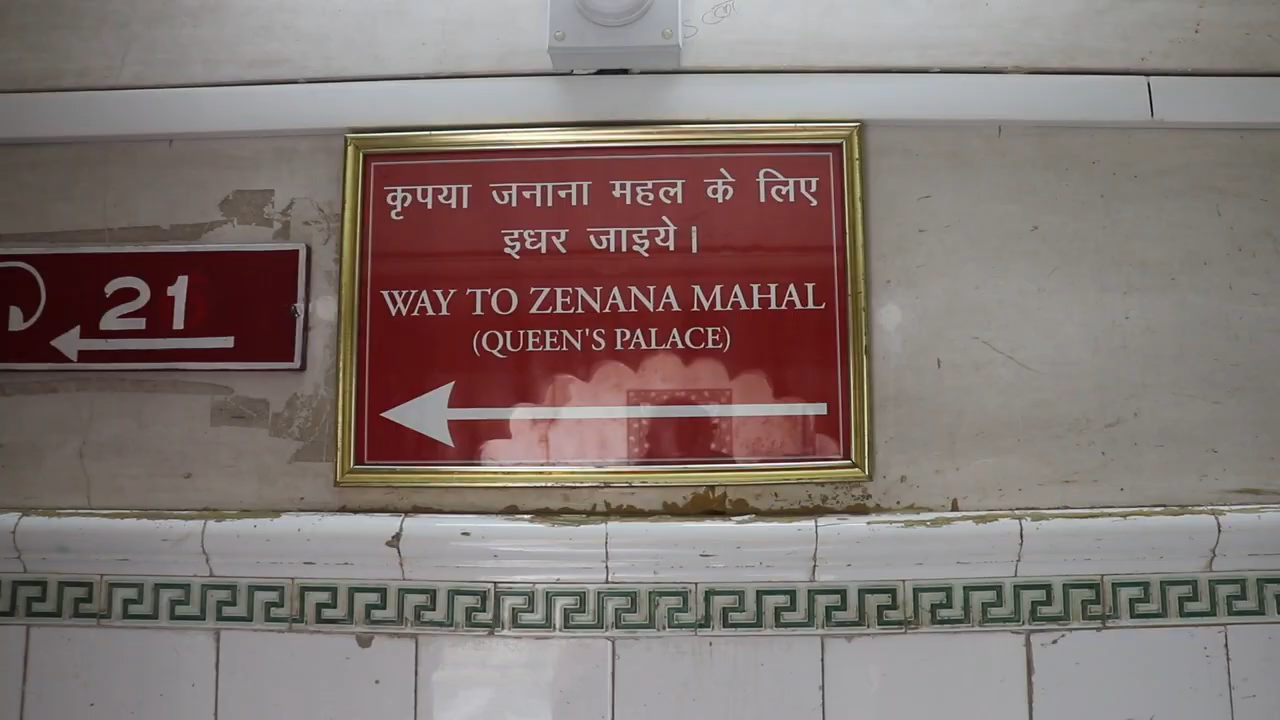 कृपया जनाना महल के लिए
इधर जाइये।
WAY TO ZENANA MAHAL
(QUEEN'S PALACE)
21